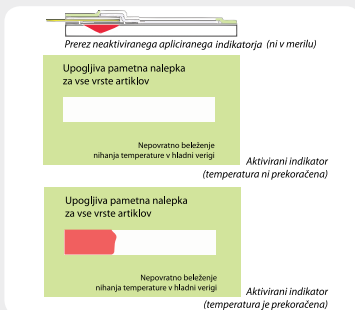 Prerez neaktiviranega apliciranega indikatorja (ni v merilu)
Upogljiva pametna nalepka
za vse vrste artiklov
Nepovratno beleženje
nihanja temperature v hladni verigi
Aktivirani indikator
(temperatura ni prekoračena)
Upogljiva pametna nalepka
za vse vrste artiklov
Nepovratno beleženje
nihanja temperature v hladni verigi
Aktivirani indikator
(temperatura je prekoračena)